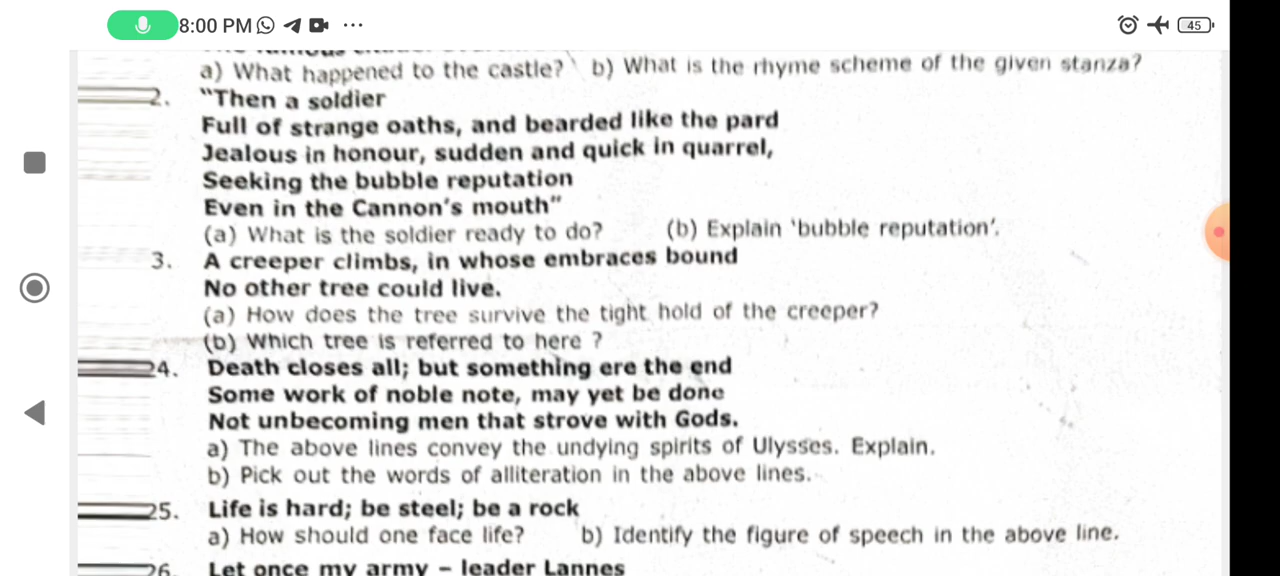 8:00 PM
45
a) What happened to the castle? b) What is the rhyme scheme of the given stanza?
2. "Then a soldier
Full of strange oaths, and bearded like the pard
Jealous in honour, sudden and quick in quarrel,
Seeking the bubble reputation
Even in the Cannon's mouth"
(a) What is the soldier ready to do? (b) Explain 'bubble reputation'.
3. A creeper climbs, in whose embraces bound
No other tree could live.
(a) How does the tree survive the tight hold of the creeper?
(b) Which tree is referred to here ?
24. Death closes all; but something ere the end
Some work of noble note, may yet be done
Not unbecoming men that strove with Gods.
a) The above lines convey the undying spirits of Ulysses. Explain.
b) Pick out the words of alliteration in the above lines.
25. Life is hard; be steel; be a rock
a) How should one face life? b) Identify the figure of speech in the above line.
26. Let once my army – leader Lannes